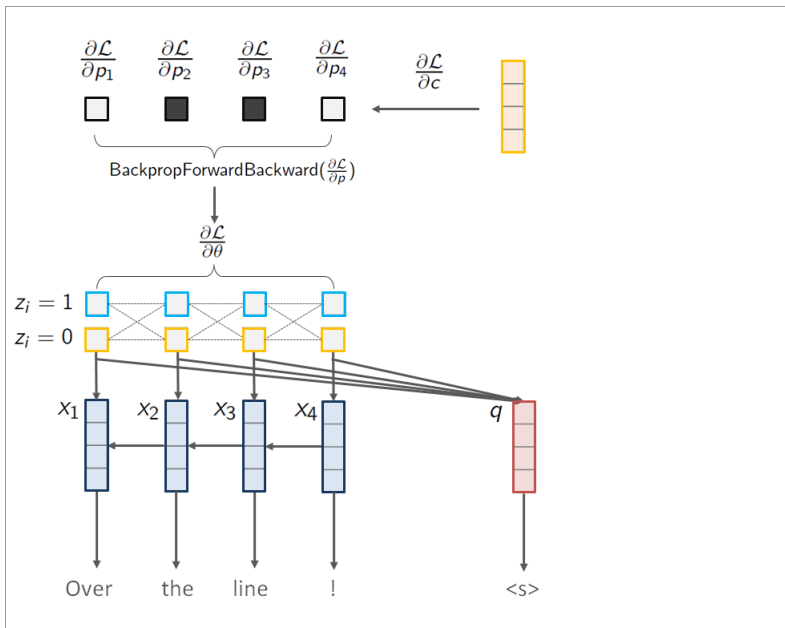 ∂ℒ/∂p₁ ∂ℒ/∂p₂ ∂ℒ/∂p₃ ∂ℒ/∂p₄ ∂ℒ/∂c
BackpropForwardBackward(∂ℒ/∂p)
∂ℒ/∂θ
zᵢ = 1
zᵢ = 0
x₁ x₂ x₃ x₄ q
Over the line ! <s>